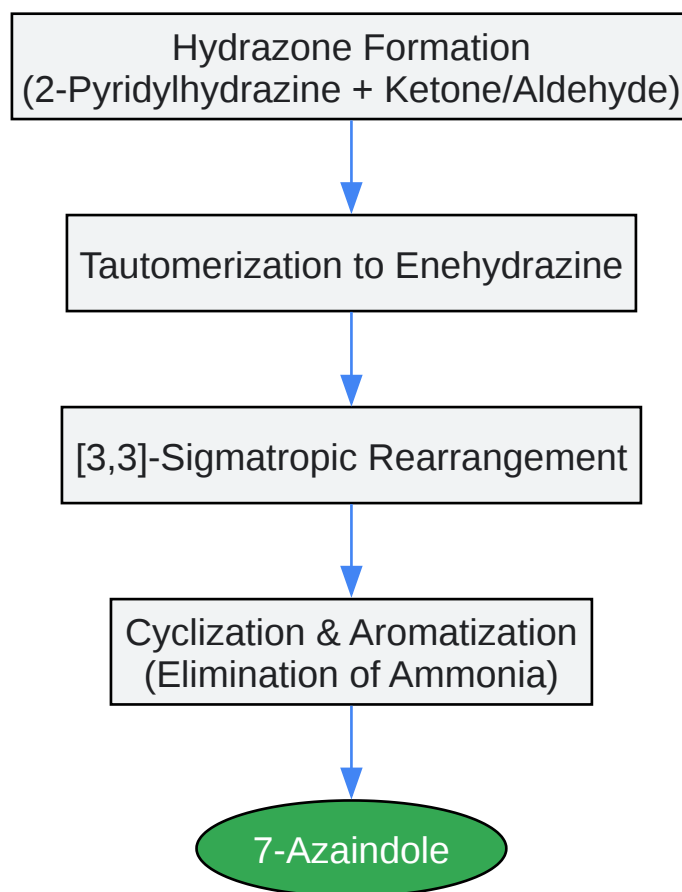 Hydrazone Formation
(2-Pyridylhydrazine + Ketone/Aldehyde)
Tautomerization to Enehydrazine
[3,3]-Sigmatropic Rearrangement
Cyclization & Aromatization
(Elimination of Ammonia)
7-Azaindole